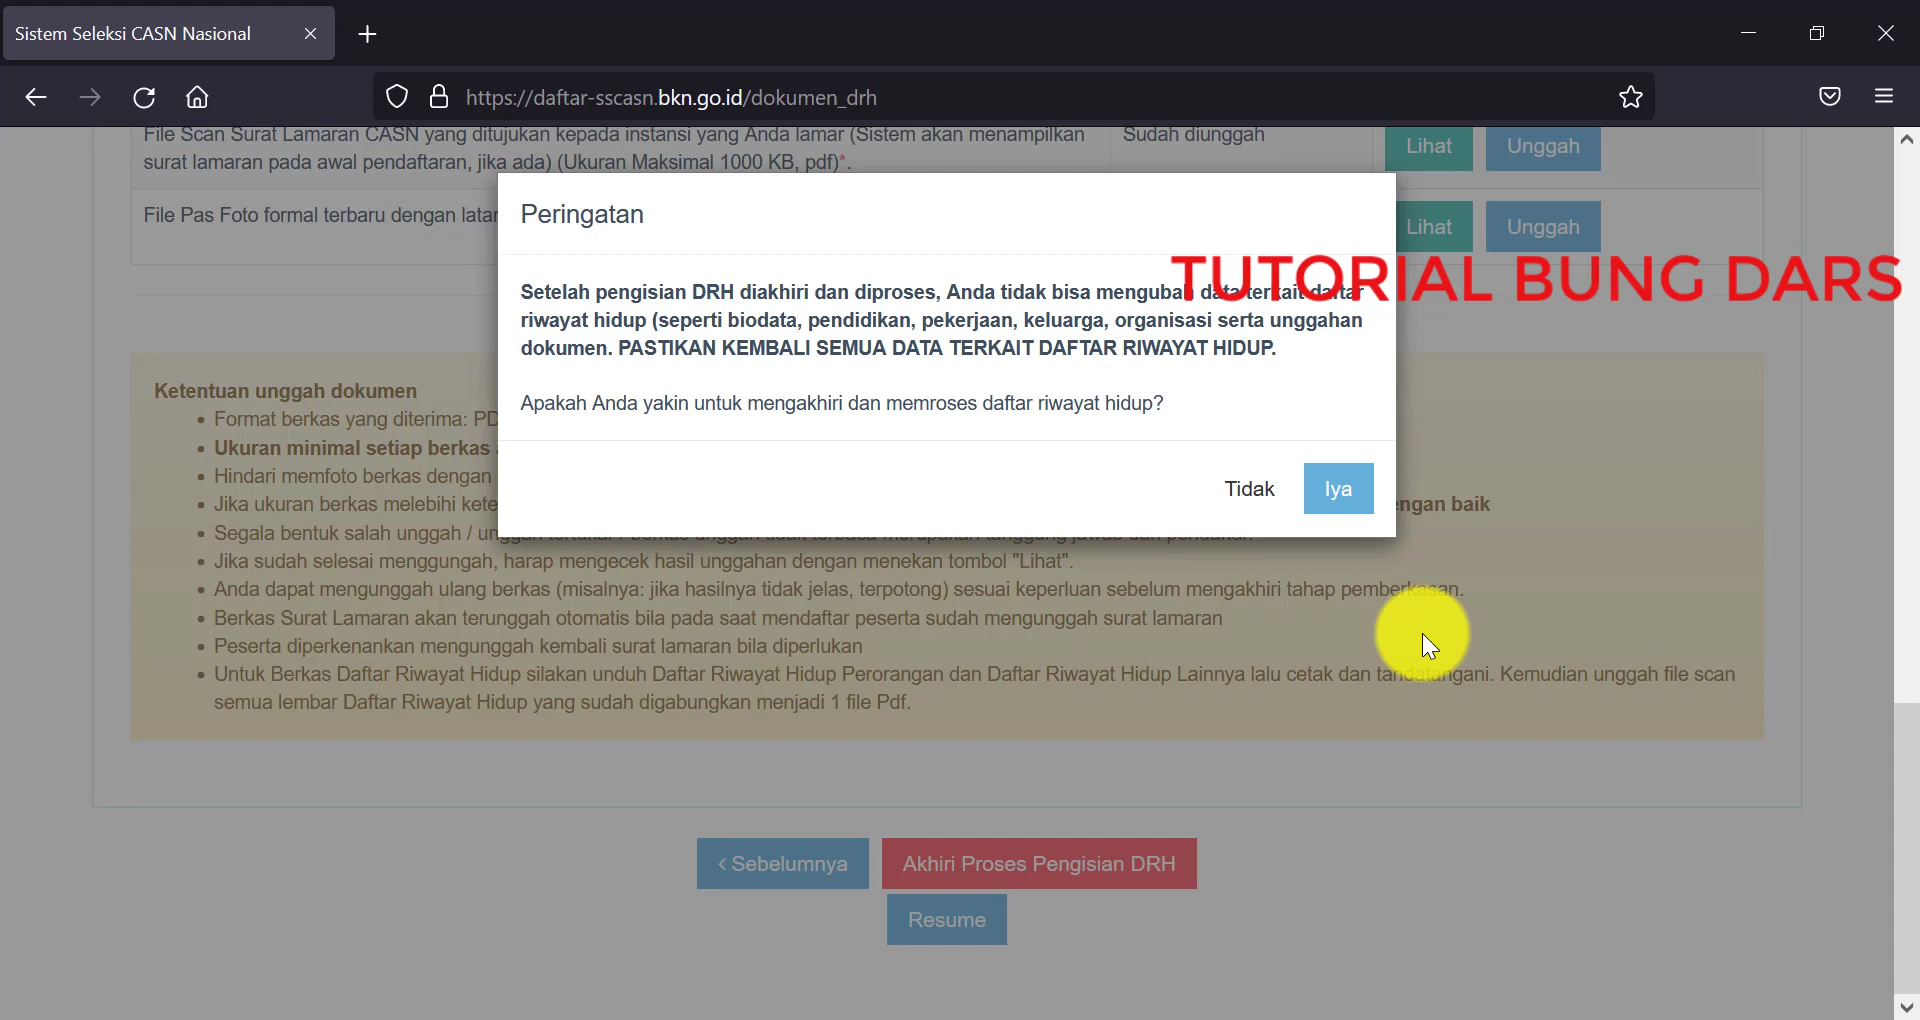 Sistem Seleksi CASN Nasional
https://daftar-sscasn.bkn.go.id/dokumen_drh
File Scan Surat Lamaran CASN yang ditujukan kepada instansi yang Anda lamar (Sistem akan menampilkan
surat lamaran pada awal pendaftaran, jika ada) (Ukuran Maksimal 1000 KB, pdf)*.
Sudah diunggah
Lihat
Unggah
File Pas Foto formal terbaru dengan latar
Lihat
Unggah
TUTORIAL BUNG DARS
Peringatan
Setelah pengisian DRH diakhiri dan diproses, Anda tidak bisa mengubah data terkait daftar
riwayat hidup (seperti biodata, pendidikan, pekerjaan, keluarga, organisasi serta unggahan
dokumen. PASTIKAN KEMBALI SEMUA DATA TERKAIT DAFTAR RIWAYAT HIDUP.
Apakah Anda yakin untuk mengakhiri dan memroses daftar riwayat hidup?
Tidak
Iya
Ketentuan unggah dokumen
• Format berkas yang diterima: PD
• Ukuran minimal setiap berkas
• Hindari memfoto berkas dengan
• Jika ukuran berkas melebihi kete
ngan baik
• Segala bentuk salah unggah / unggah tertukar / berkas unggah tidak terbaca merupakan tanggung jawab dari pendaftar.
• Jika sudah selesai menggungah, harap mengecek hasil unggahan dengan menekan tombol "Lihat".
• Anda dapat mengunggah ulang berkas (misalnya: jika hasilnya tidak jelas, terpotong) sesuai keperluan sebelum mengakhiri tahap pemberkasan.
• Berkas Surat Lamaran akan terunggah otomatis bila pada saat mendaftar peserta sudah mengunggah surat lamaran
• Peserta diperkenankan mengunggah kembali surat lamaran bila diperlukan
• Untuk Berkas Daftar Riwayat Hidup silakan unduh Daftar Riwayat Hidup Perorangan dan Daftar Riwayat Hidup Lainnya lalu cetak dan tandatangani. Kemudian unggah file scan
semua lembar Daftar Riwayat Hidup yang sudah digabungkan menjadi 1 file Pdf.
‹ Sebelumnya
Akhiri Proses Pengisian DRH
Resume